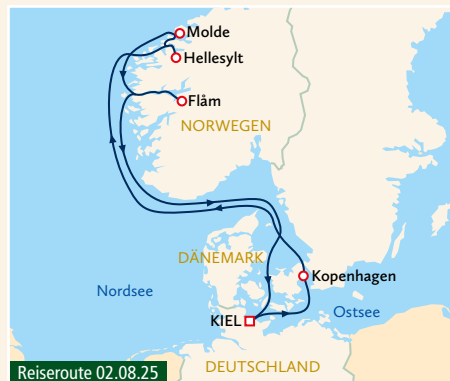 Molde
Hellesylt
Flåm
NORWEGEN
DÄNEMARK
Kopenhagen
Nordsee
KIEL
Ostsee
DEUTSCHLAND
Reiseroute 02.08.25